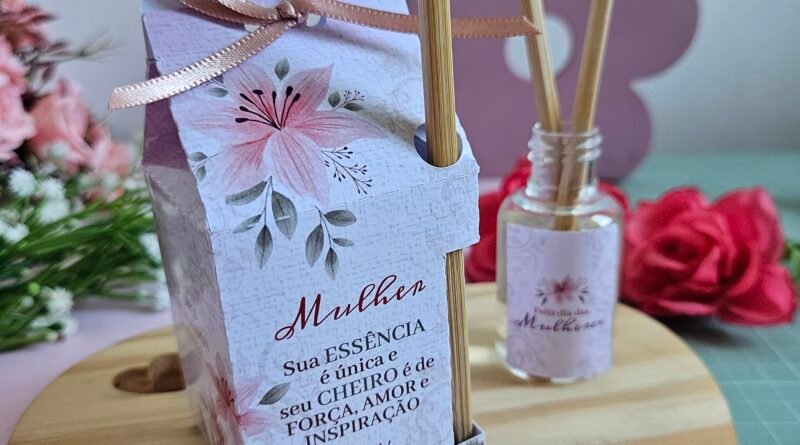 Mulher
Sua ESSÊNCIA
é única e
seu CHEIRO é de
FORÇA, AMOR e
INSPIRAÇÃO
Feliz dia das
Mulheres